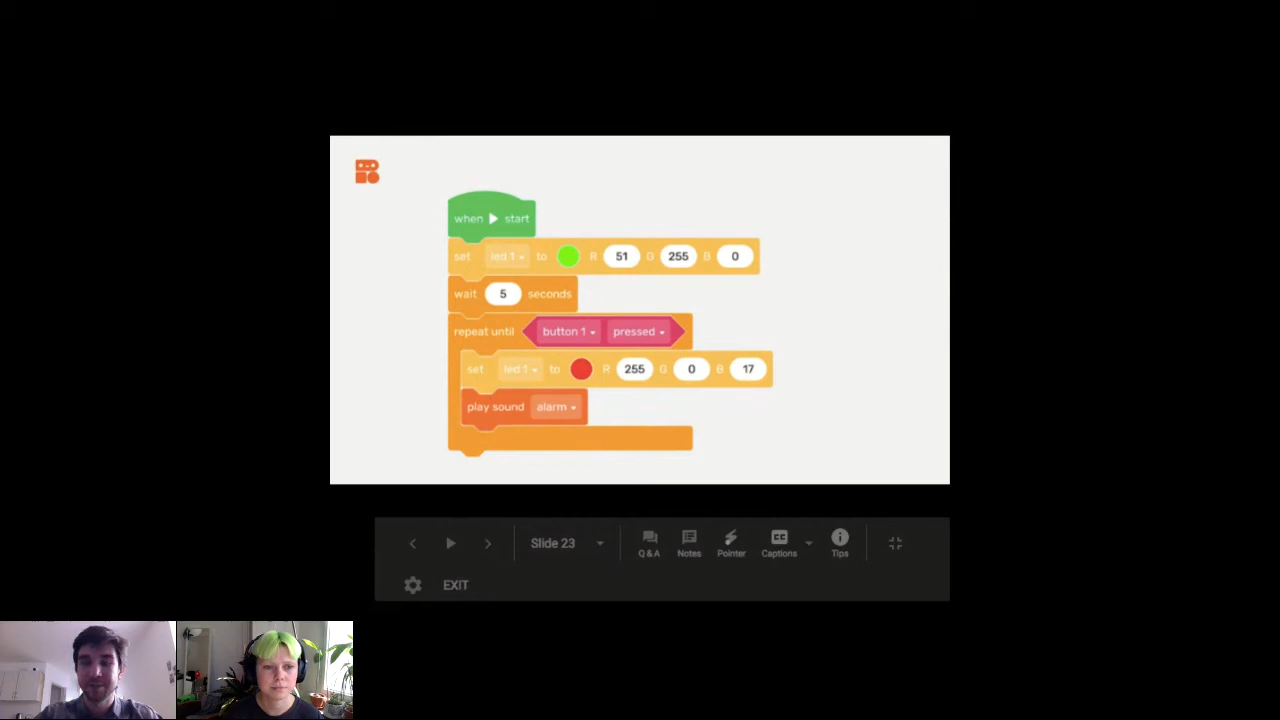 when start
set led 1 to R 51 G 255 B 0
wait 5 seconds
repeat until button 1 pressed
set led 1 to R 255 G 0 B 17
play sound alarm
Slide 23
Q & A
Notes
Pointer
CC
Captions
Tips
EXIT